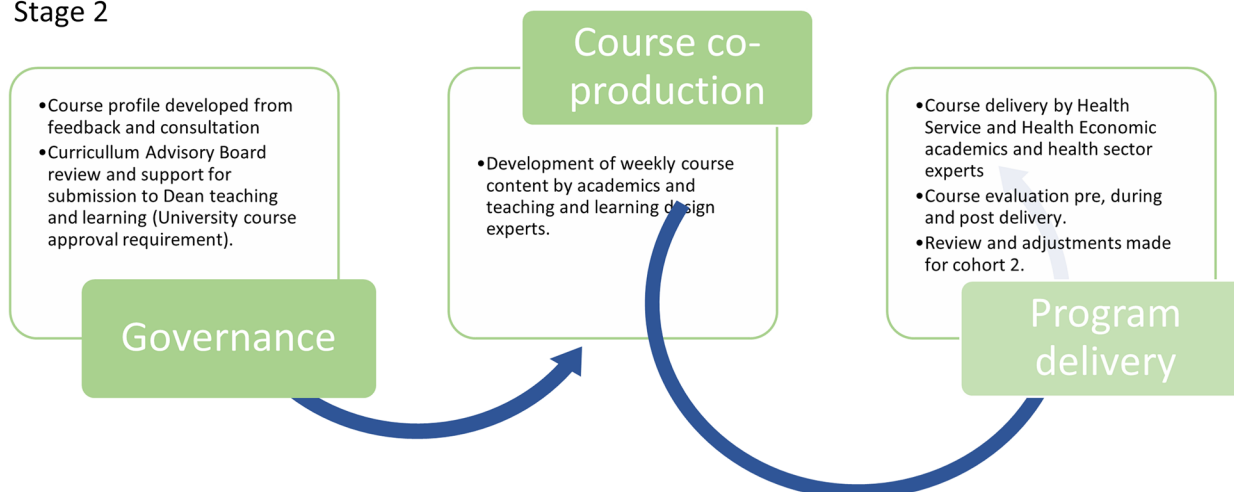 Stage 2
•Course profile developed from
feedback and consultation
•Curricullum Advisory Board
review and support for
submission to Dean teaching
and learning (University course
approval requirement).
Governance
Course co-
production
•Development of weekly course
content by academics and
teaching and learning design
experts.
•Course delivery by Health
Service and Health Economic
academics and health sector
experts
•Course evaluation pre, during
and post delivery.
•Review and adjustments made
for cohort 2.
Program
delivery